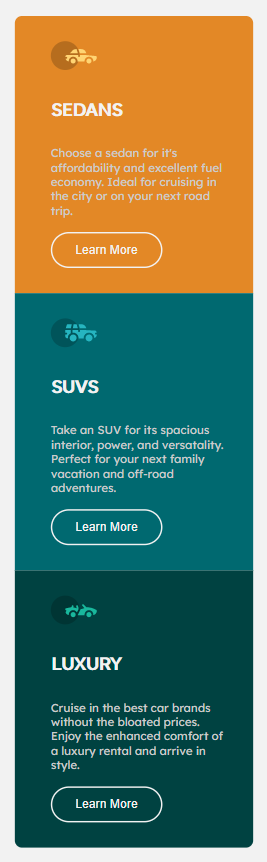 SEDANS
Choose a sedan for it's
affordability and excellent fuel
economy. Ideal for cruising in
the city or on your next road
trip.
Learn More
SUVS
Take an SUV for its spacious
interior, power, and versatality.
Perfect for your next family
vacation and off-road
adventures.
Learn More
LUXURY
Cruise in the best car brands
without the bloated prices.
Enjoy the enhanced comfort of
a luxury rental and arrive in
style.
Learn More